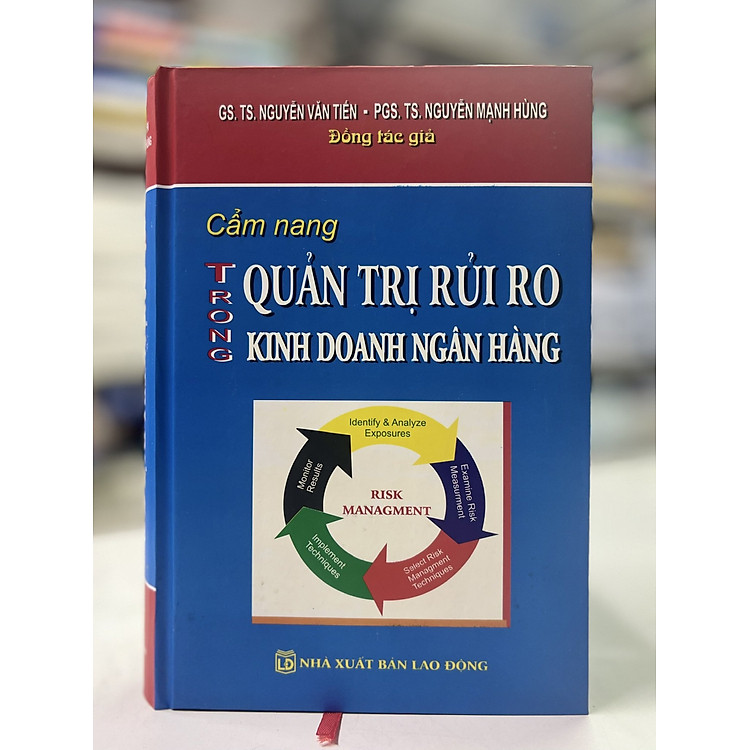 GS. TS. NGUYỄN VĂN TIẾN - PGS. TS. NGUYỄN MẠNH HÙNG
Đồng tác giả
Cẩm nang
QUẢN TRỊ RỦI RO
TRONG
KINH DOANH NGÂN HÀNG
Identify & Analyze
Exposures
Examine Risk
Measurment
Select Risk
Managment
Techniques
Implement
Techniques
Monitor
Results
RISK
MANAGMENT
LĐ NHÀ XUẤT BẢN LAO ĐỘNG